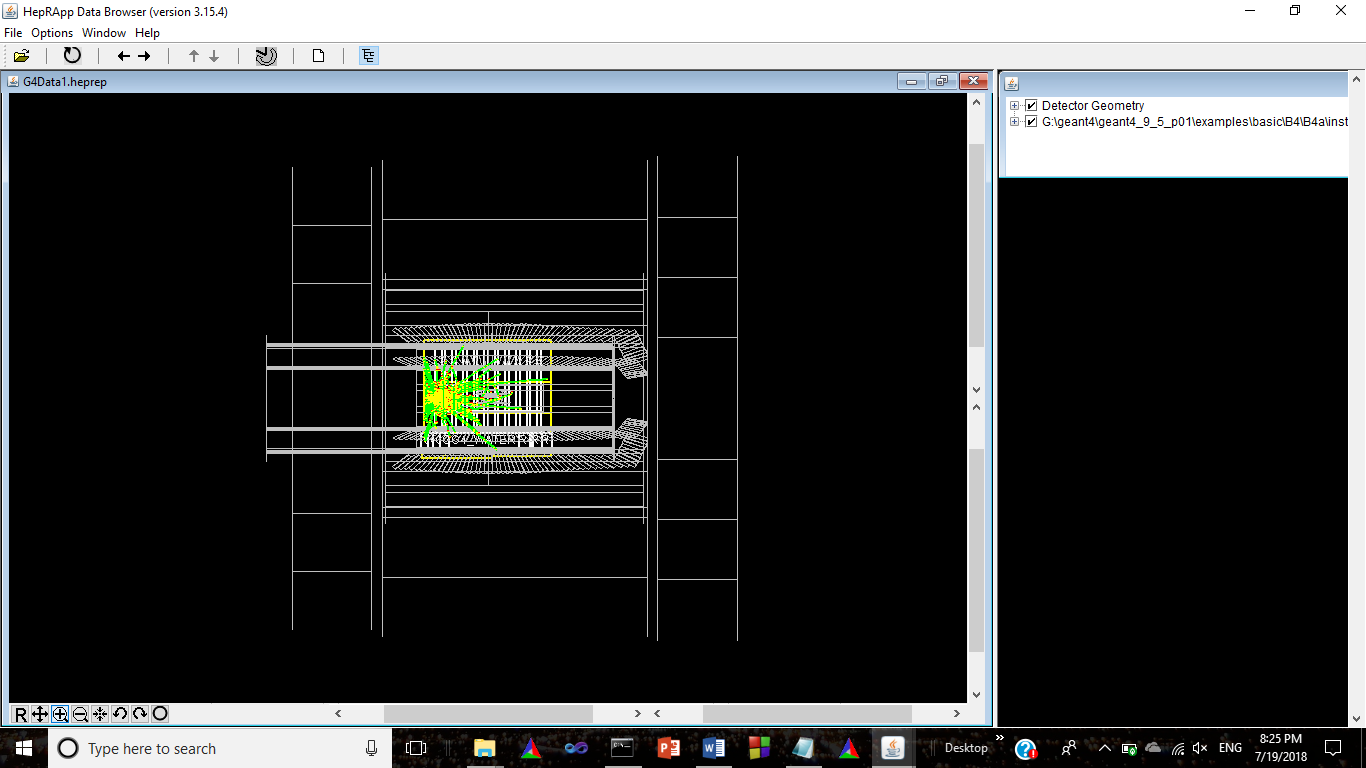 HepRApp Data Browser (version 3.15.4)
File Options Window Help
G4Data1.heprep
Detector Geometry
G:\geant4\geant4_9_5_p01\examples\basic\B4\B4a\inst
R
Type here to search
Desktop
ENG
8:25 PM
7/19/2018